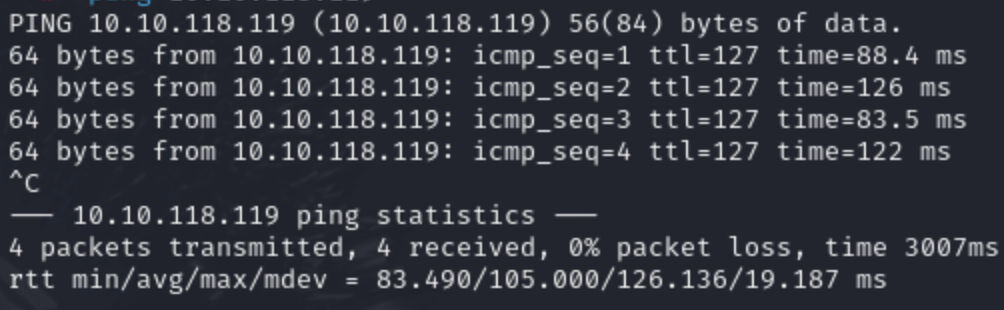 PING 10.10.118.119 (10.10.118.119) 56(84) bytes of data.
64 bytes from 10.10.118.119: icmp_seq=1 ttl=127 time=88.4 ms
64 bytes from 10.10.118.119: icmp_seq=2 ttl=127 time=126 ms
64 bytes from 10.10.118.119: icmp_seq=3 ttl=127 time=83.5 ms
64 bytes from 10.10.118.119: icmp_seq=4 ttl=127 time=122 ms
^C
--- 10.10.118.119 ping statistics ---
4 packets transmitted, 4 received, 0% packet loss, time 3007ms
rtt min/avg/max/mdev = 83.490/105.000/126.136/19.187 ms